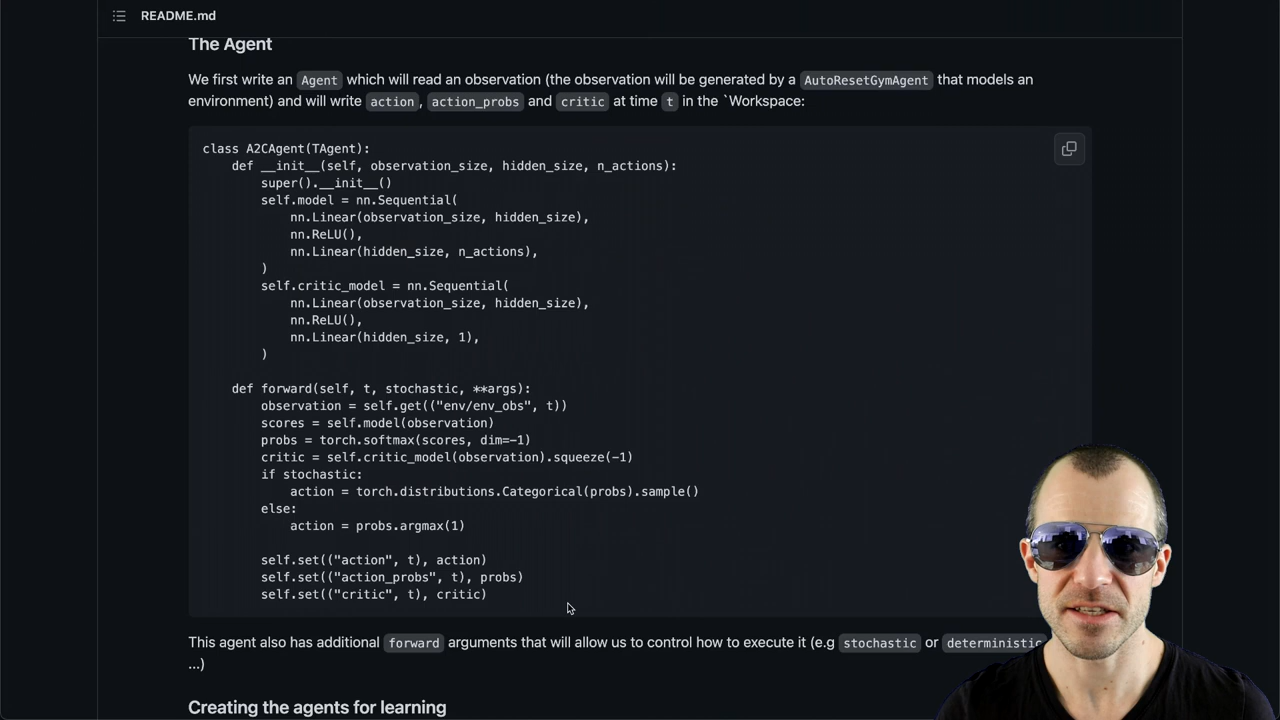 README.md
The Agent
We first write an Agent which will read an observation (the observation will be generated by a AutoResetGymAgent that models an
environment) and will write action, action_probs and critic at time t in the `Workspace:
class A2CAgent(TAgent):
    def __init__(self, observation_size, hidden_size, n_actions):
        super().__init__()
        self.model = nn.Sequential(
            nn.Linear(observation_size, hidden_size),
            nn.ReLU(),
            nn.Linear(hidden_size, n_actions),
        )
        self.critic_model = nn.Sequential(
            nn.Linear(observation_size, hidden_size),
            nn.ReLU(),
            nn.Linear(hidden_size, 1),
        )
    def forward(self, t, stochastic, **args):
        observation = self.get(("env/env_obs", t))
        scores = self.model(observation)
        probs = torch.softmax(scores, dim=-1)
        critic = self.critic_model(observation).squeeze(-1)
        if stochastic:
            action = torch.distributions.Categorical(probs).sample()
        else:
            action = probs.argmax(1)
        self.set(("action", t), action)
        self.set(("action_probs", t), probs)
        self.set(("critic", t), critic)
This agent also has additional forward arguments that will allow us to control how to execute it (e.g stochastic or deterministic
...)
Creating the agents for learning